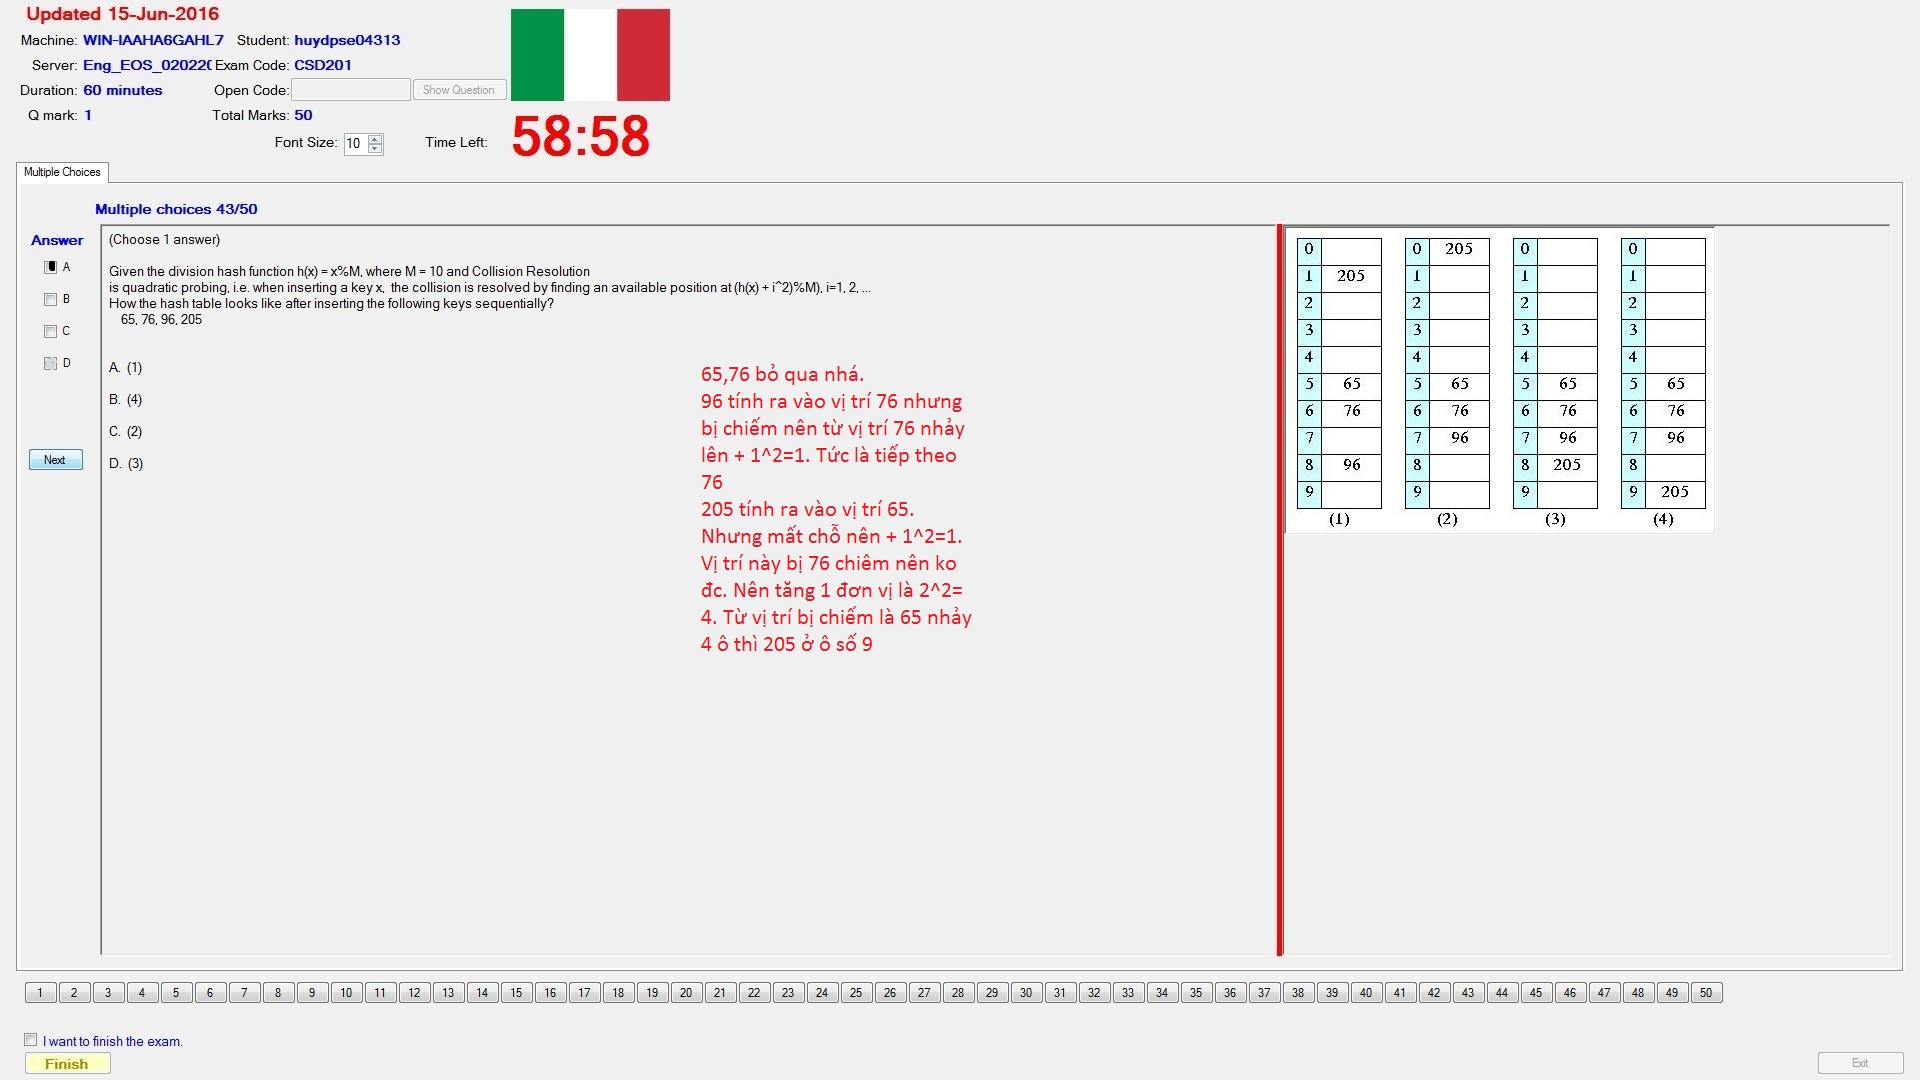 Updated 15-Jun-2016
Machine: WIN-IAAHA6GAHL7 Student: huydpse04313
Server: Eng_EOS_020220 Exam Code: CSD201
Duration: 60 minutes Open Code: Show Question
Q mark: 1 Total Marks: 50
Font Size: 10 Time Left: 58:58
Multiple Choices
Multiple choices 43/50
Answer
A
B
C
D
Next
(Choose 1 answer)
Given the division hash function h(x) = x%M, where M = 10 and Collision Resolution
is quadratic probing, i.e. when inserting a key x, the collision is resolved by finding an available position at (h(x) + i^2)%M), i=1, 2, ...
How the hash table looks like after inserting the following keys sequentially?
65, 76, 96, 205
A. (1)
B. (4)
C. (2)
D. (3)
65,76 bỏ qua nhá.
96 tính ra vào vị trí 76 nhưng
bị chiếm nên từ vị trí 76 nhảy
lên + 1^2=1. Tức là tiếp theo
76
205 tính ra vào vị trí 65.
Nhưng mất chỗ nên + 1^2=1.
Vị trí này bị 76 chiêm nên ko
đc. Nên tăng 1 đơn vị là 2^2=
4. Từ vị trí bị chiếm là 65 nhảy
4 ô thì 205 ở ô số 9
0 0 205 0 0
1 205 1 1 1
2 2 2 2
3 3 3 3
4 4 4 4
5 65 5 65 5 65 5 65
6 76 6 76 6 76 6 76
7 7 96 7 96 7 96
8 96 8 8 205 8
9 9 9 9 205
(1) (2) (3) (4)
1 2 3 4 5 6 7 8 9 10 11 12 13 14 15 16 17 18 19 20 21 22 23 24 25 26 27 28 29 30 31 32 33 34 35 36 37 38 39 40 41 42 43 44 45 46 47 48 49 50
I want to finish the exam.
Finish
Exit